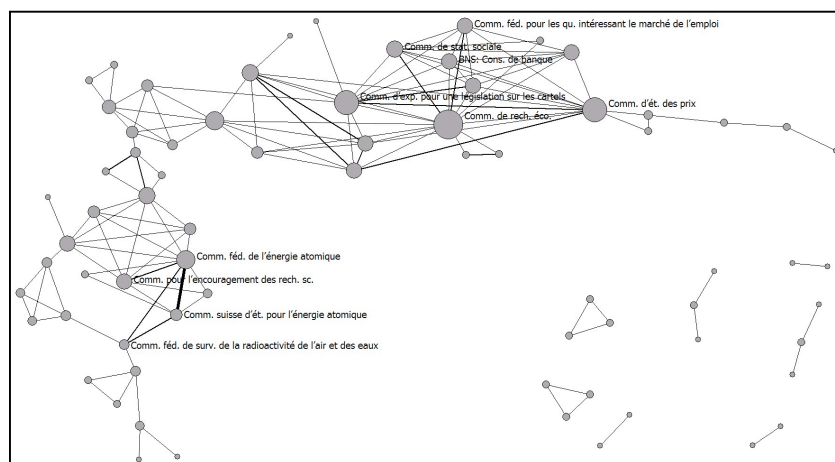 Comm. féd. pour les qu. intéressant le marché de l'emploi
Comm. de stat. sociale
BNS: Cons. de banque
Comm. d'exp. pour une législation sur les cartels
Comm. d'ét. des prix
Comm. de rech. éco.
Comm. féd. de l'énergie atomique
Comm. pour l'encouragement des rech. sc.
Comm. suisse d'ét. pour l'énergie atomique
Comm. féd. de surv. de la radioactivité de l'air et des eaux